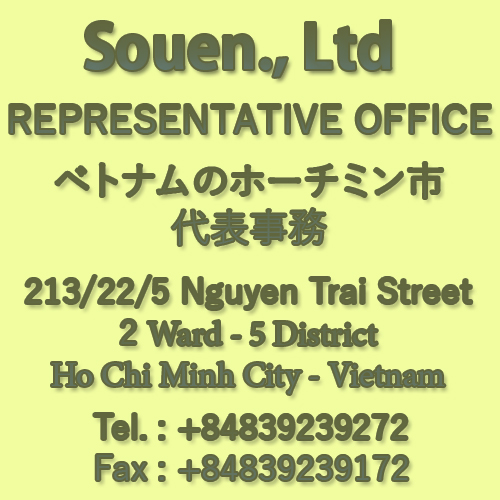 Souen., Ltd
REPRESENTATIVE OFFICE
ベトナムのホーチミン市
代表事務
213/22/5 Nguyen Trai Street
2 Ward - 5 District
Ho Chi Minh City - Vietnam
Tel. : +84839239272
Fax : +84839239172